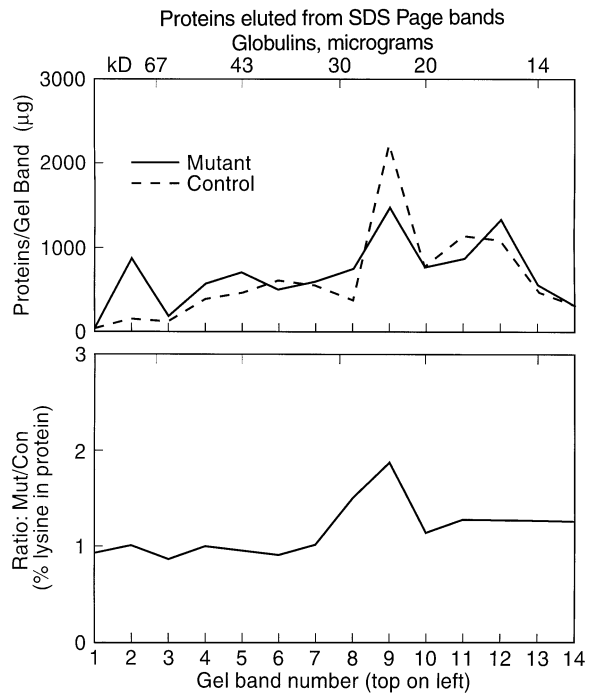 Proteins eluted from SDS Page bands
Globulins, micrograms
kD 67 43 30 20 14
3000
2000
1000
0
Proteins/Gel Band (µg)
Mutant
Control
3
2
1
0
Ratio: Mut/Con
(% lysine in protein)
1 2 3 4 5 6 7 8 9 10 11 12 13 14
Gel band number (top on left)